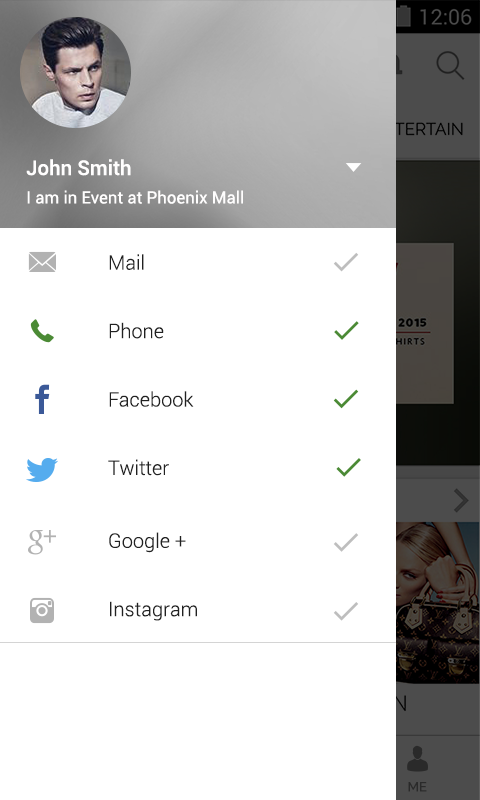 12:06
TERTAIN
John Smith
I am in Event at Phoenix Mall
Mail
Phone
2015
HIRTS
Facebook
Twitter
Google +
Instagram
N
ME